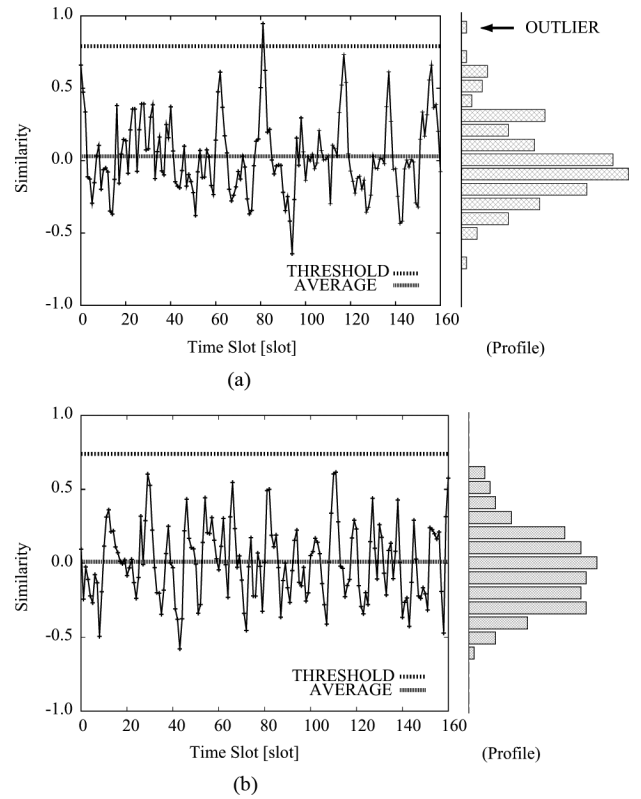 1.0
0.5
0.0
-0.5
-1.0
Similarity
OUTLIER
THRESHOLD
AVERAGE
0 20 40 60 80 100 120 140 160
Time Slot [slot]
(Profile)
(a)
1.0
0.5
0.0
-0.5
-1.0
Similarity
THRESHOLD
AVERAGE
0 20 40 60 80 100 120 140 160
Time Slot [slot]
(Profile)
(b)